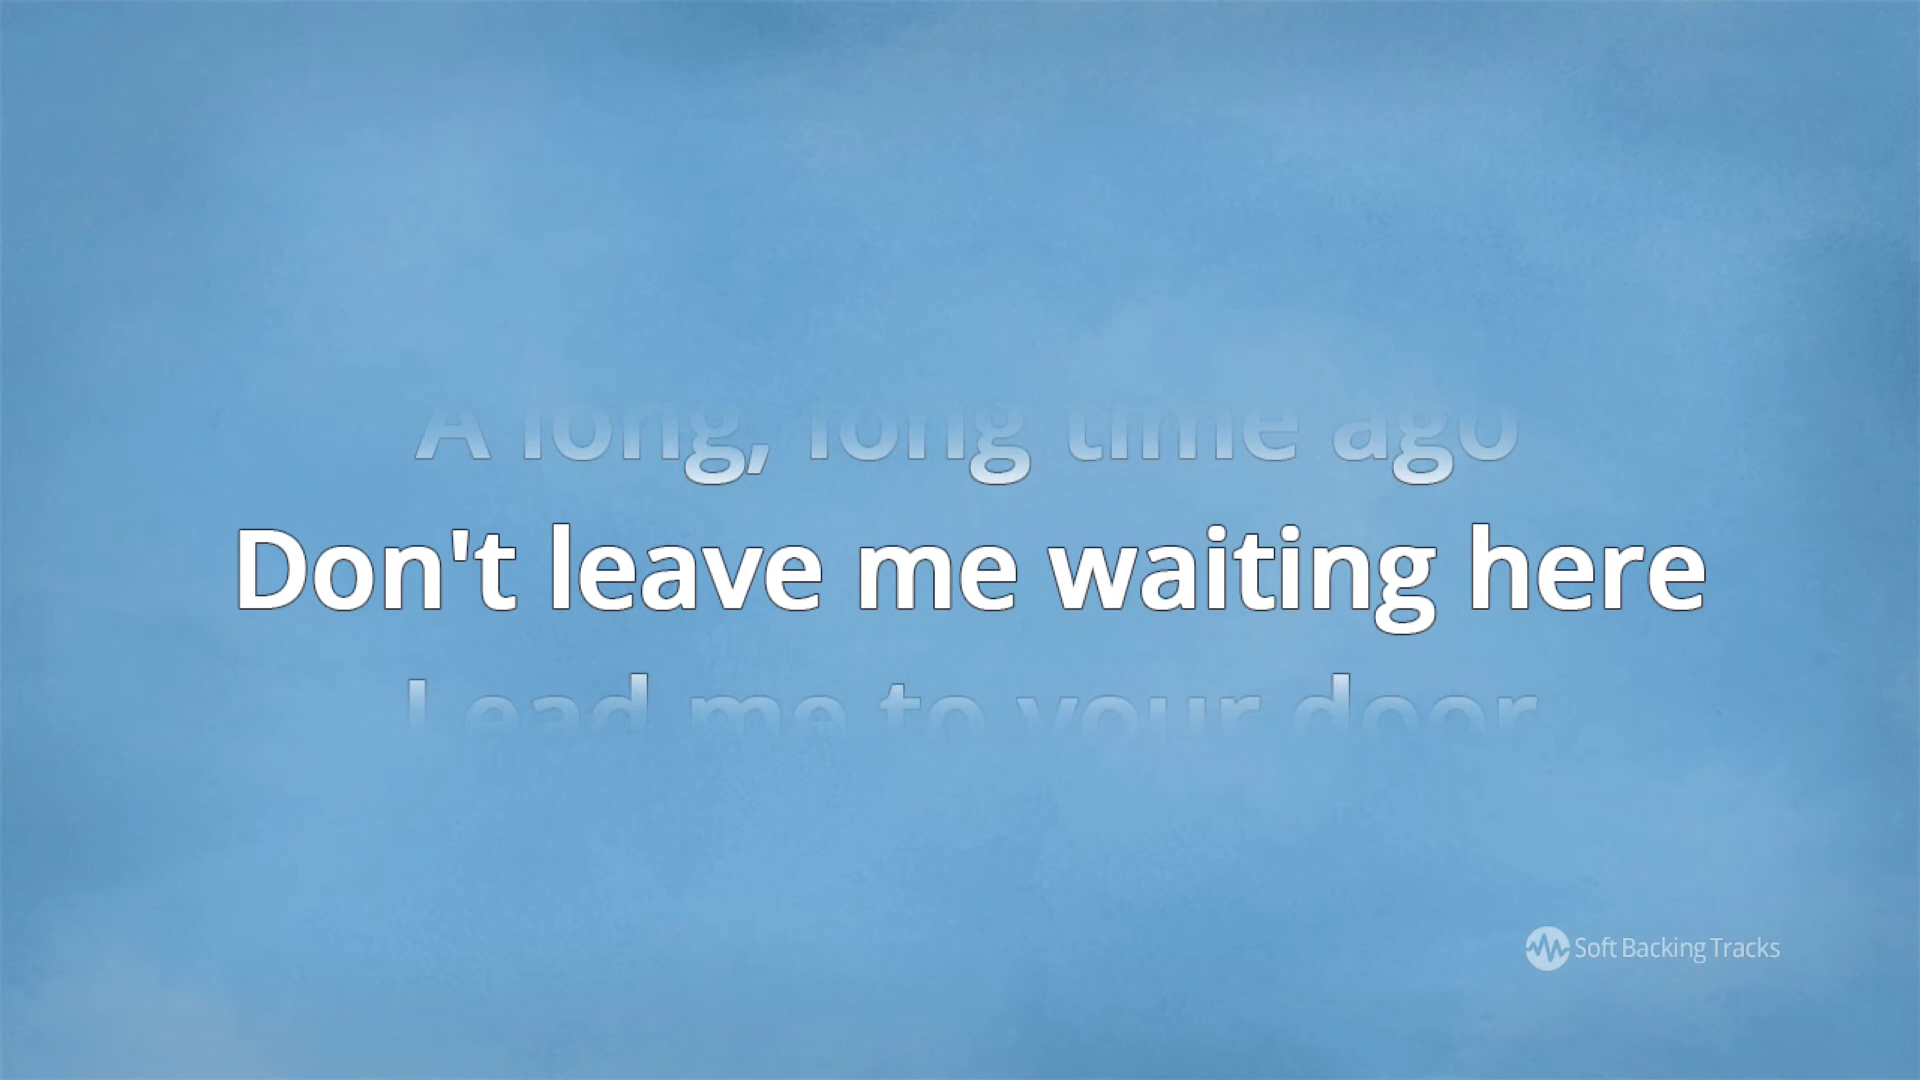 A long, long time ago
Don't leave me waiting here
Lead me to your door
Soft Backing Tracks